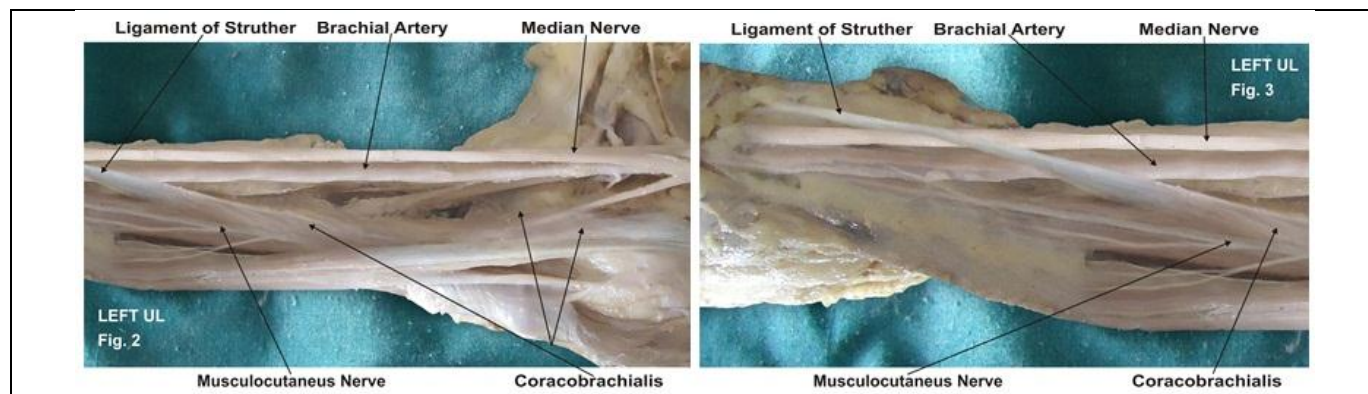 Ligament of Struther Brachial Artery Median Nerve
LEFT UL
Fig. 2
Musculocutaneus Nerve Coracobrachialis
Ligament of Struther Brachial Artery Median Nerve
LEFT UL
Fig. 3
Musculocutaneus Nerve Coracobrachialis